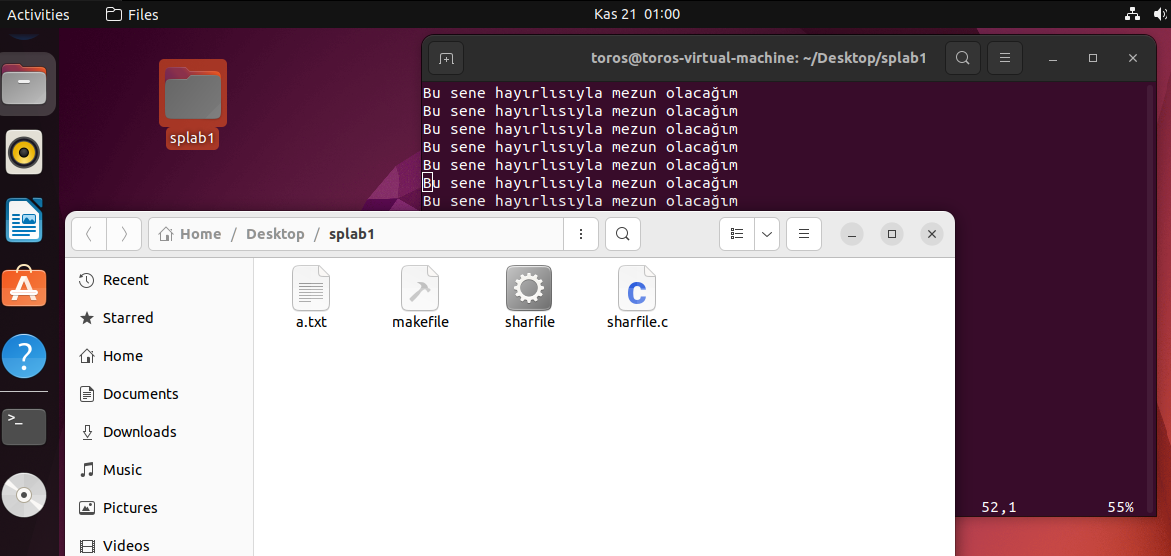 Activities
Files
Kas 21 01:00
splab1
toros@toros-virtual-machine: ~/Desktop/splab1
Bu sene hayırlısıyla mezun olacağım
Bu sene hayırlısıyla mezun olacağım
Bu sene hayırlısıyla mezun olacağım
Bu sene hayırlısıyla mezun olacağım
Bu sene hayırlısıyla mezun olacağım
Bu sene hayırlısıyla mezun olacağım
Bu sene hayırlısıyla mezun olacağım
52,1 55%
Home / Desktop / splab1
Recent
Starred
Home
Documents
Downloads
Music
Pictures
Videos
a.txt
makefile
sharfile
sharfile.c